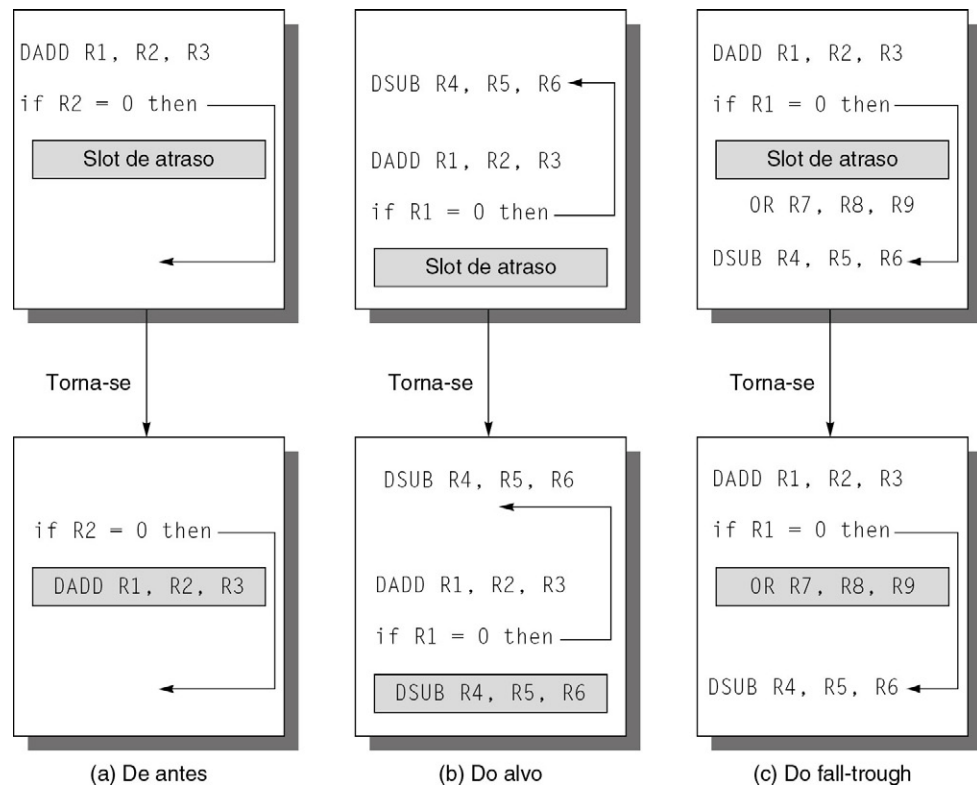 DADD R1, R2, R3
if R2 = 0 then
Slot de atraso
DSUB R4, R5, R6
DADD R1, R2, R3
if R1 = 0 then
Slot de atraso
DADD R1, R2, R3
if R1 = 0 then
Slot de atraso
OR R7, R8, R9
DSUB R4, R5, R6
Torna-se
Torna-se
Torna-se
if R2 = 0 then
DADD R1, R2, R3
DSUB R4, R5, R6
DADD R1, R2, R3
if R1 = 0 then
DSUB R4, R5, R6
DADD R1, R2, R3
if R1 = 0 then
OR R7, R8, R9
DSUB R4, R5, R6
(a) De antes
(b) Do alvo
(c) Do fall-trough